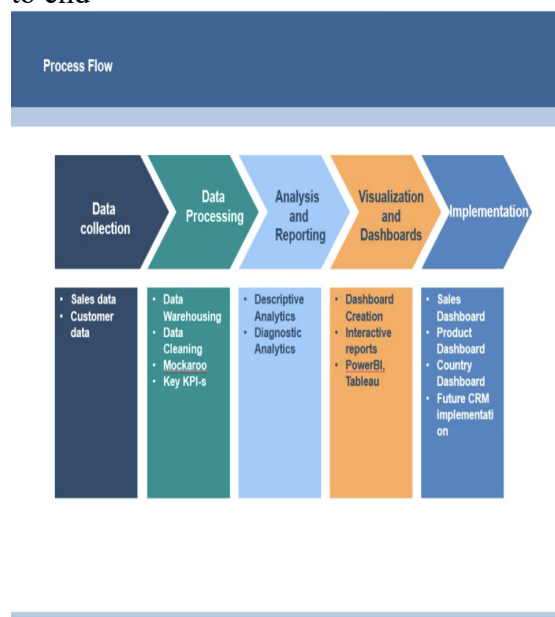 to-end
Process Flow
Data
collection
Data
Processing
Analysis
and
Reporting
Visualization
and
Dashboards
Implementation
• Sales data
• Customer
data
• Data
Warehousing
• Data
Cleaning
• Mockaroo
• Key KPI-s
• Descriptive
Analytics
• Diagnostic
Analytics
• Dashboard
Creation
• Interactive
reports
• PowerBI,
Tableau
• Sales
Dashboard
• Product
Dashboard
• Country
Dashboard
• Future CRM
implementati
on